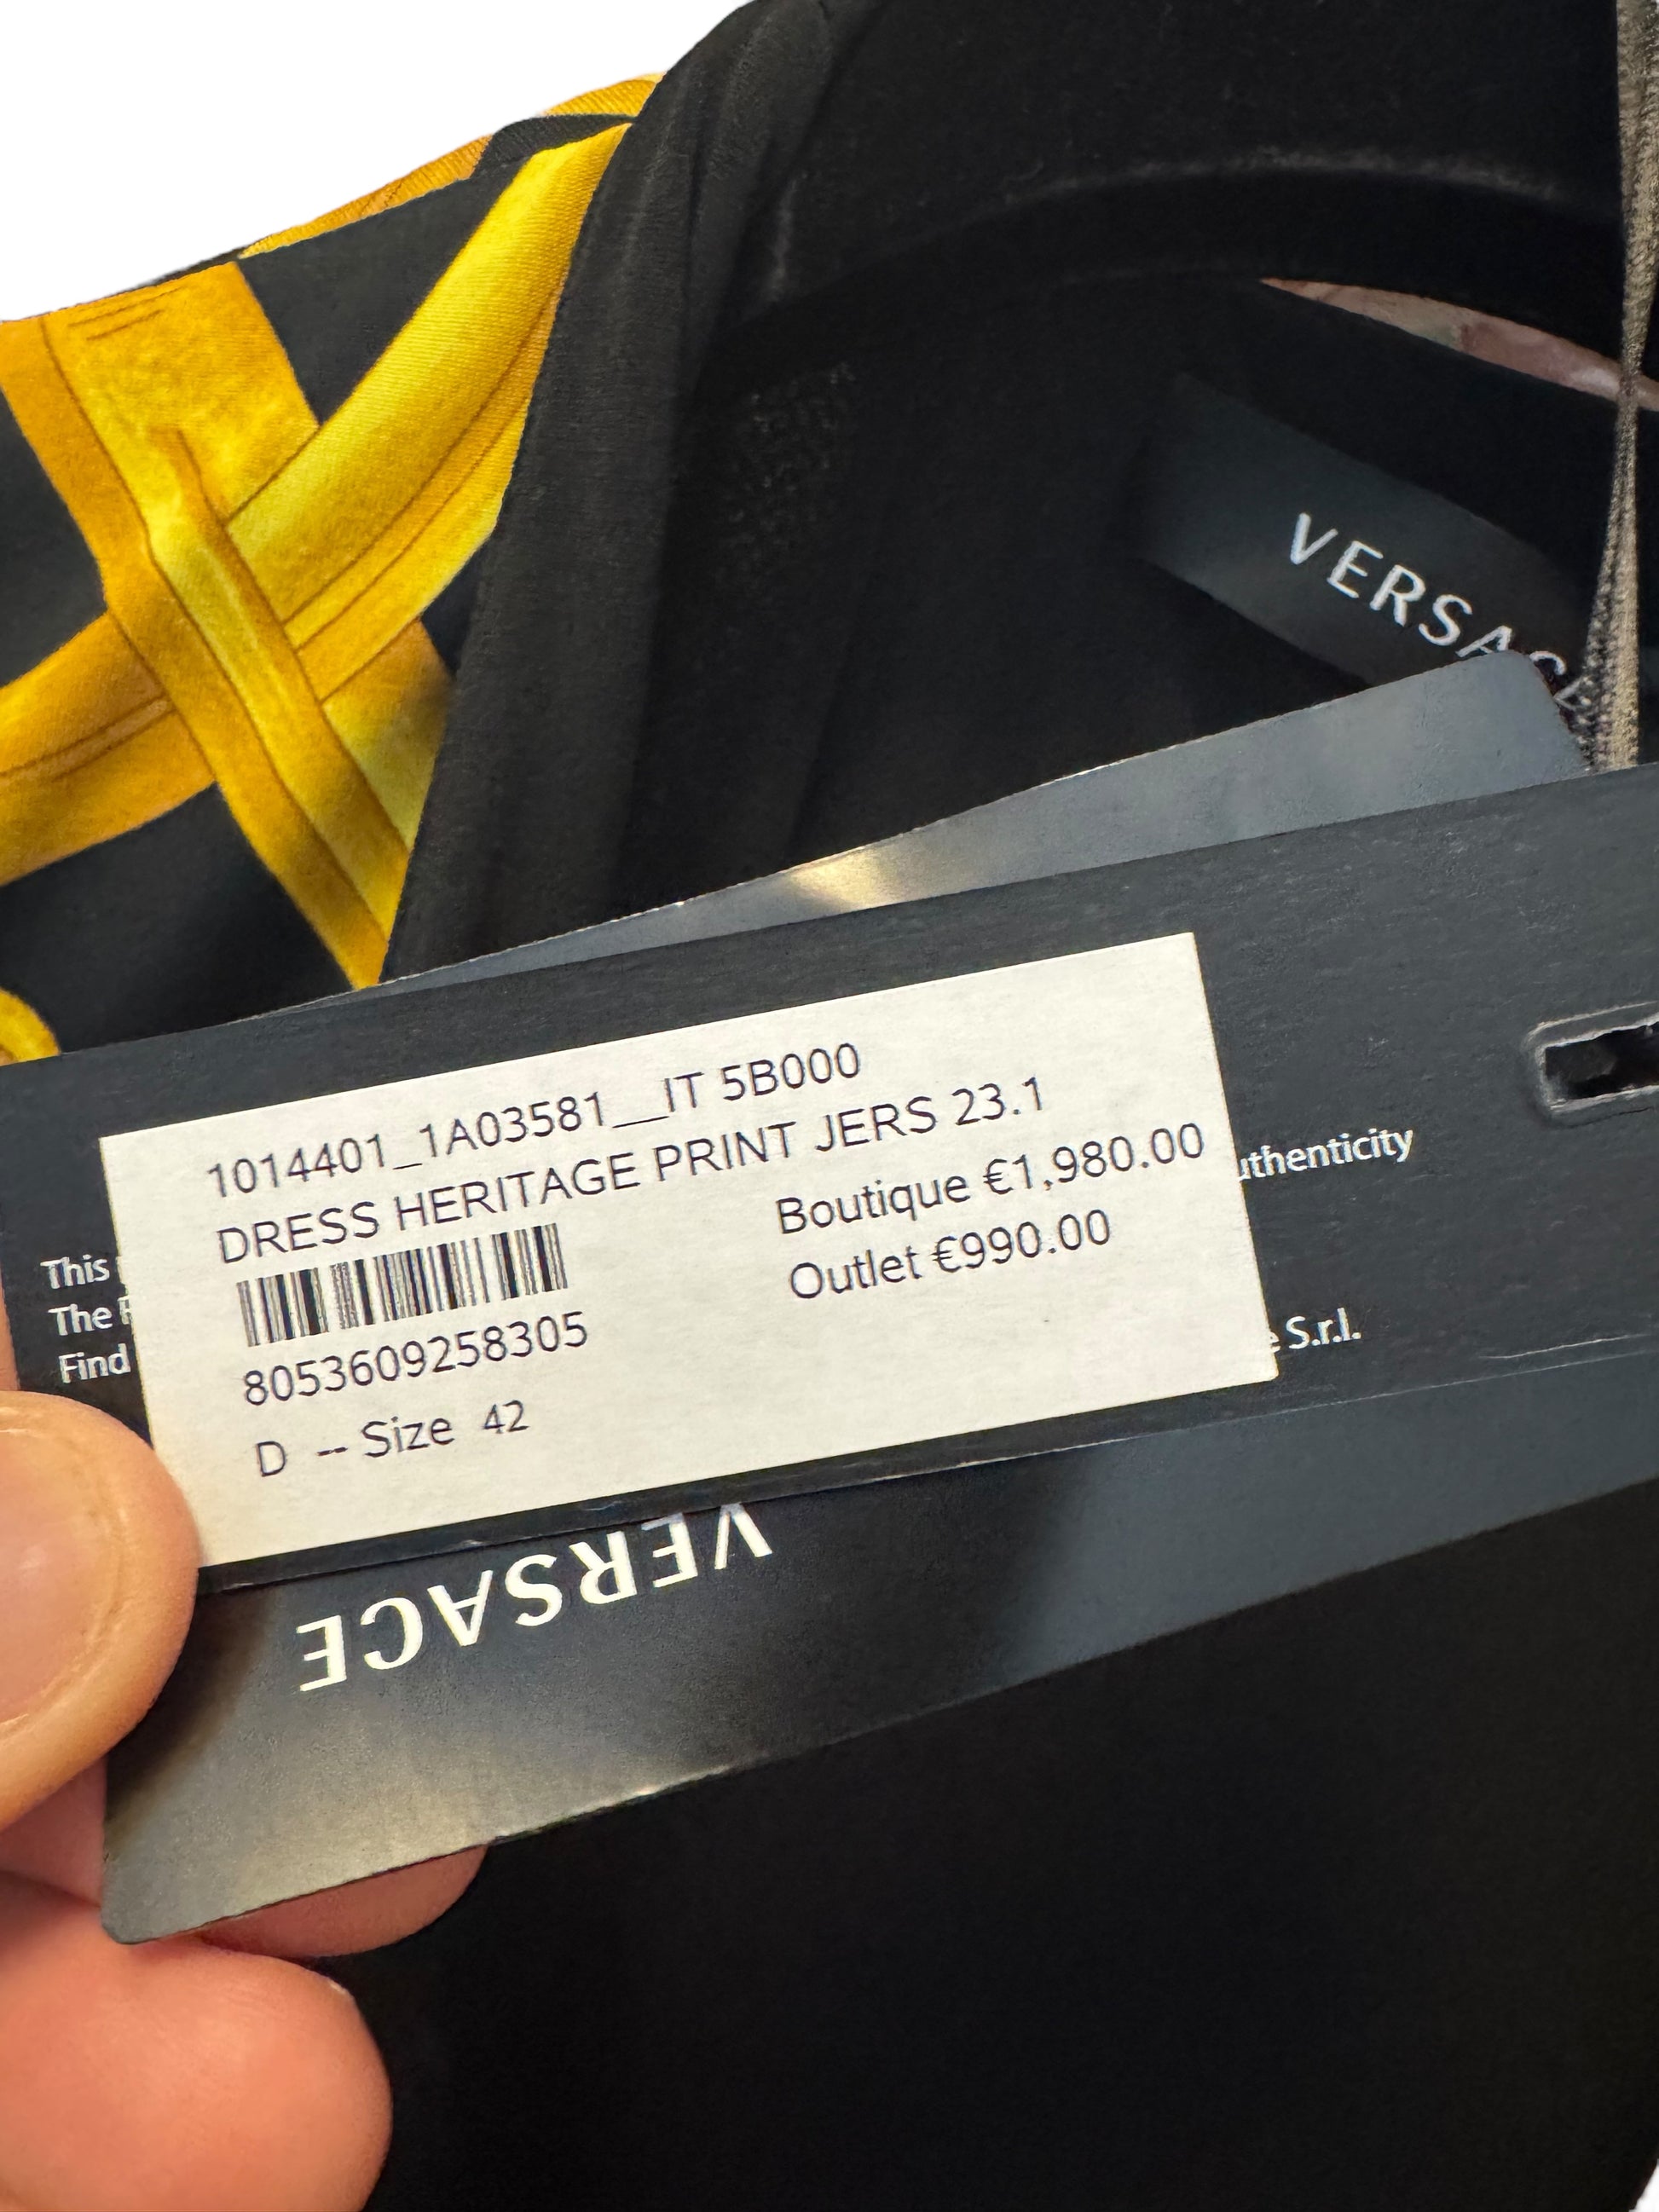 VERSACE
1014401_1A03581__IT 5B000
DRESS HERITAGE PRINT JERS 23.1
Boutique €1,980.00
Outlet €990.00
8053609258305
D -- Size 42
This
The
Find
S.r.l.
VERSACE